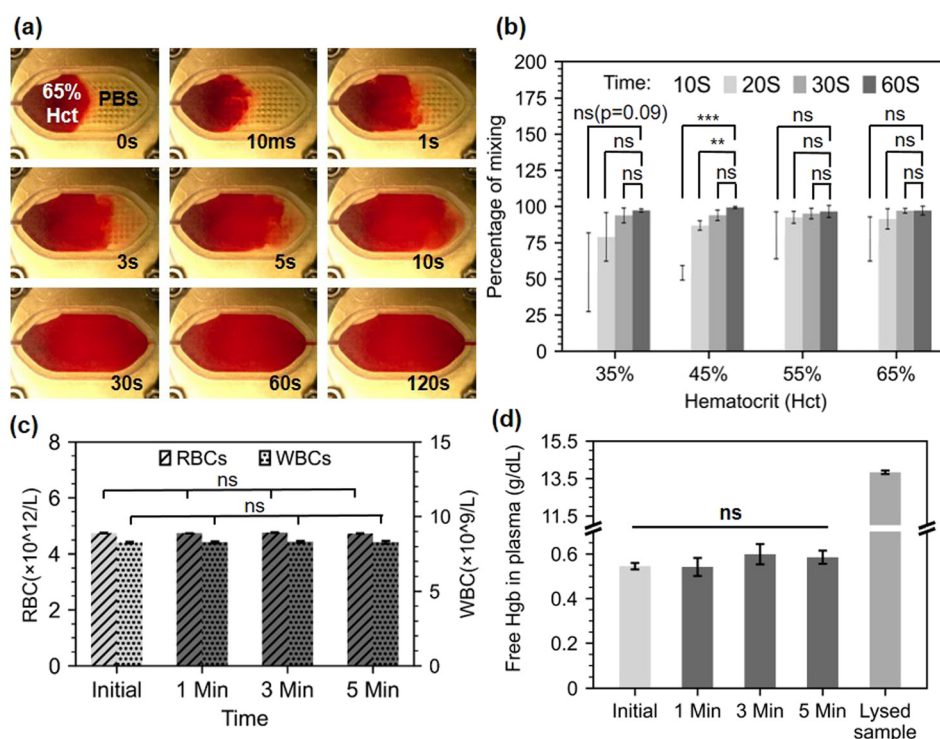 (a)
65% Hct
PBS
0s
10ms
1s
3s
5s
10s
30s
60s
120s
(b)
200
175
150
125
100
75
50
25
0
Percentage of mixing
Time: 10S 20S 30S 60S
ns(p=0.09)
ns
ns
***
**
ns
ns
ns
ns
ns
ns
ns
35% 45% 55% 65%
Hematocrit (Hct)
(c)
8
6
4
2
0
RBC(×10^12/L)
RBCs WBCs
ns
ns
15
10
5
0
WBC(×10^9/L)
Initial 1 Min 3 Min 5 Min
Time
(d)
15.5
13.5
11.5
0.6
0.4
0.2
0
Free Hgb in plasma (g/dL)
ns
Initial 1 Min 3 Min 5 Min Lysed
sample